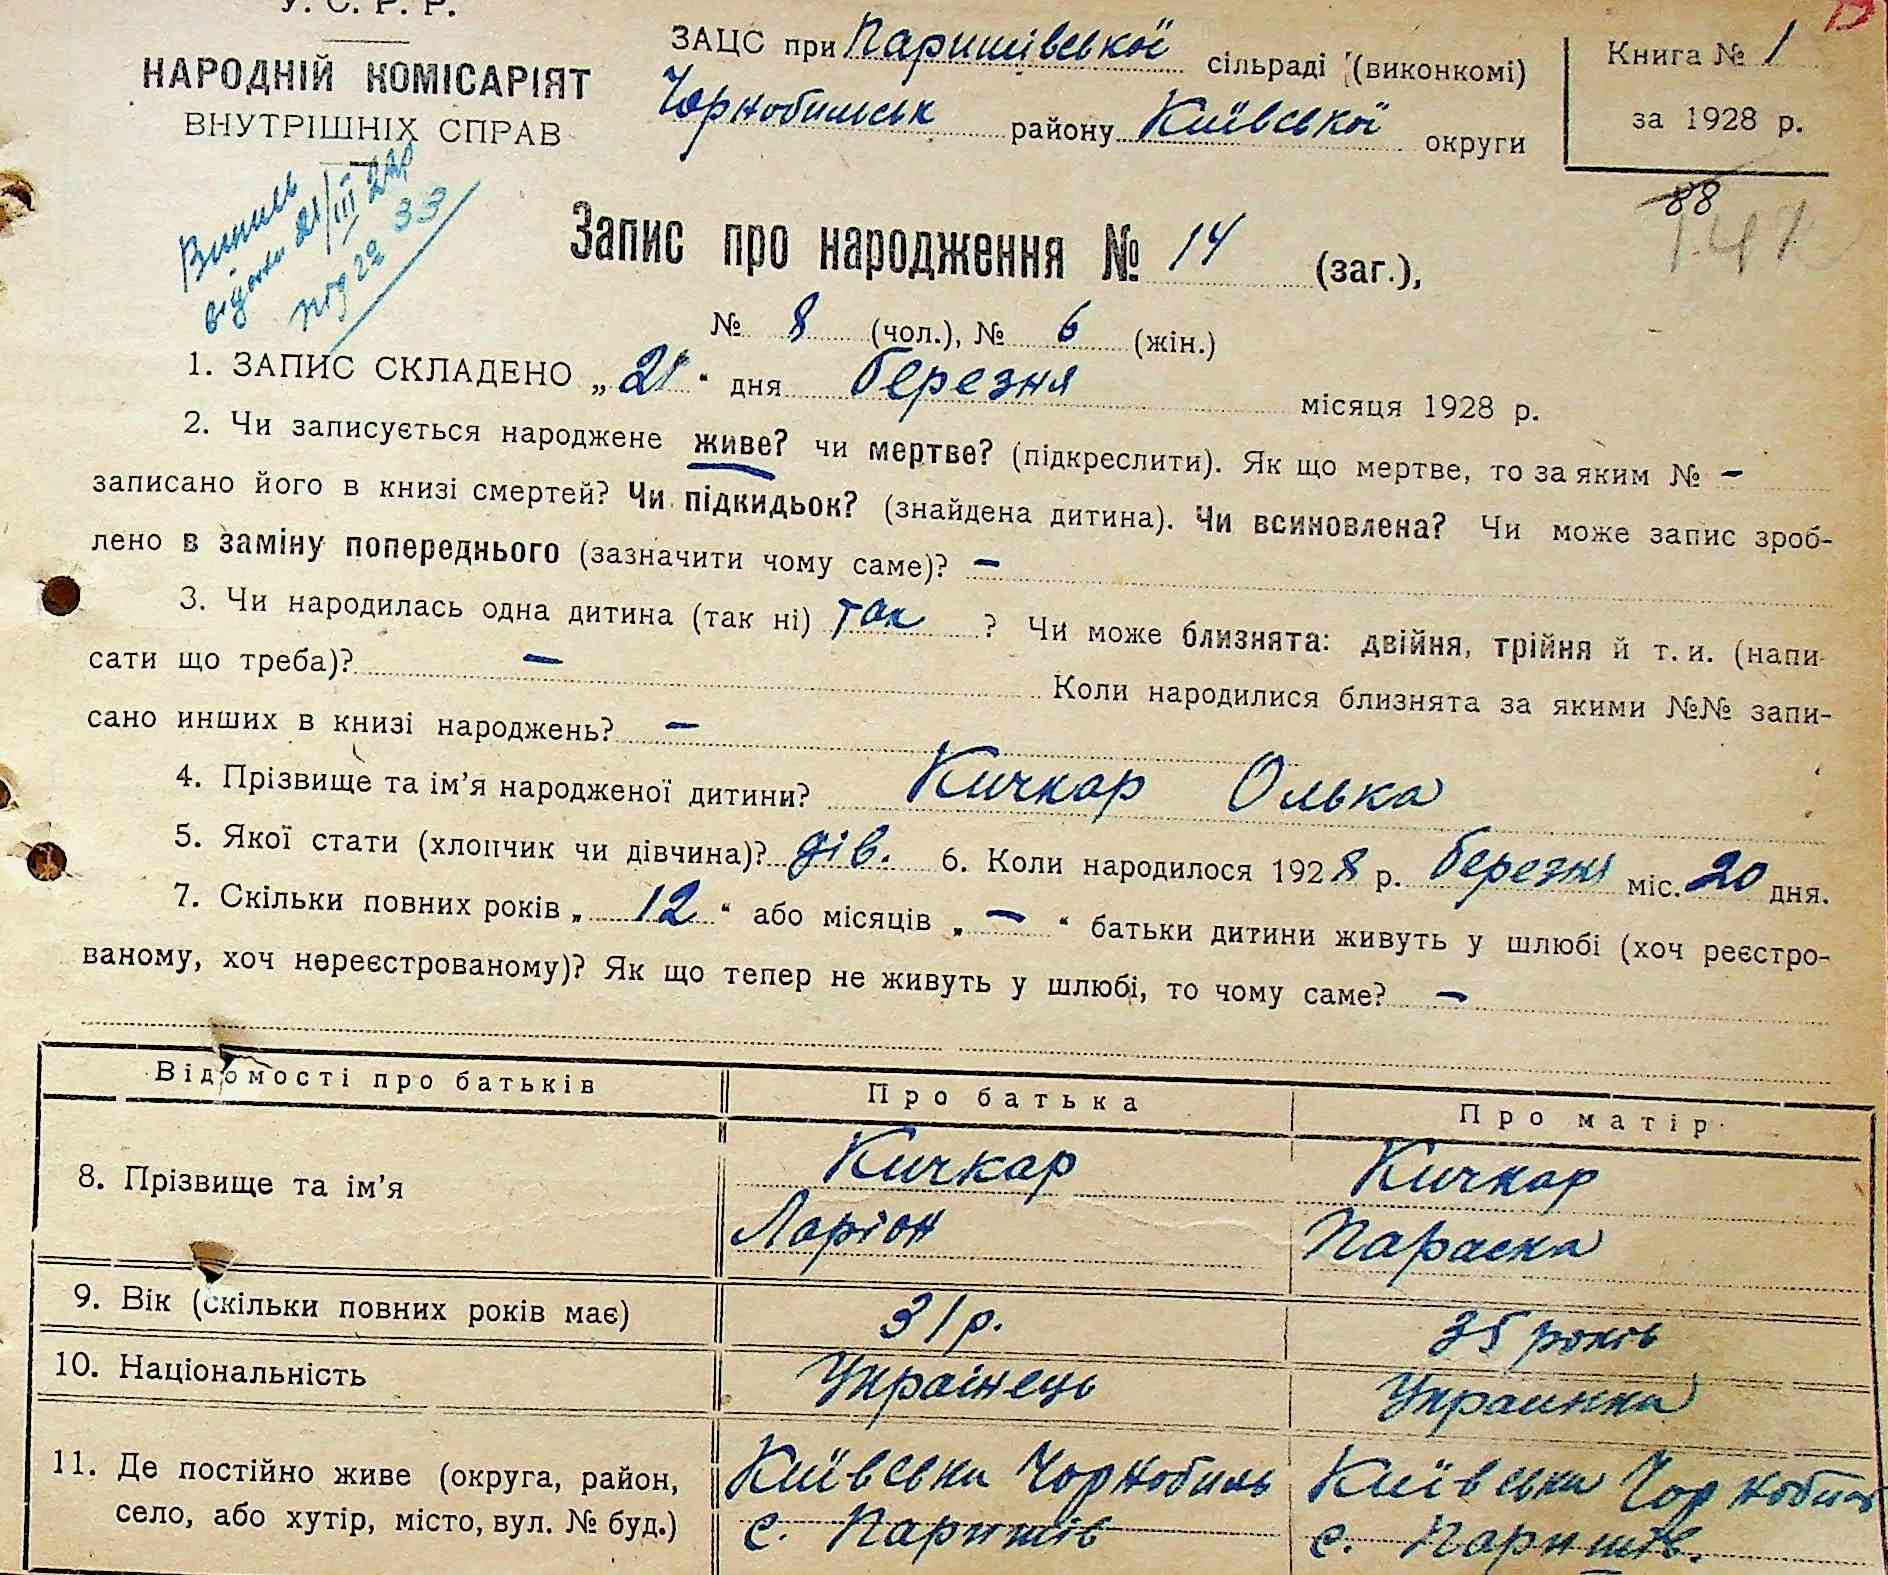 У. С. Р. Р.
НАРОДНІЙ КОМІСАРІЯТ
ВНУТРІШНІХ СПРАВ
ЗАЦС при Паришівської сільраді (виконкомі)
Чорнобильськ району Київської округи
Книга № 1
за 1928 р.
88
Випись
21/III 22
33
Запис про народження № 14 (заг.),
№ 8 (чол.), № 6 (жін.)
1. ЗАПИС СКЛАДЕНО „ 21 “ дня березня місяця 1928 р.
2. Чи записується народжене живе? чи мертве? (підкреслити). Як що мертве, то за яким № –
записано його в книзі смертей? Чи підкидьок? (знайдена дитина). Чи всиновлена? Чи може запис зроб-
лено в заміну попереднього (зазначити чому саме)? –
3. Чи народилась одна дитина (так ні) так ? Чи може близнята: двійня, трійня й т. и. (напи-
сати що треба)? – Коли народилися близнята за якими №№ запи-
сано инших в книзі народжень? –
4. Прізвище та ім’я народженої дитини? Кичкар Олька
5. Якої стати (хлопчик чи дівчина)? дів. 6. Коли народилося 1928 р. березня міс. 20 дня.
7. Скільки повних років „ 12 “ або місяців „ – “ батьки дитини живуть у шлюбі (хоч реєстро-
ваному, хоч нереєстрованому)? Як що тепер не живуть у шлюбі, то чому саме? –
Відомості про батьків Про батька Про матір
8. Прізвище та ім’я
Кичкар
Ларіон
Кичкар
Параска
9. Вік (скільки повних років має) 31 р. 35 років
10. Національність Українець Украинка
11. Де постійно живе (округа, район,
село, або хутір, місто, вул. № буд.)
Київська Чорнобиль
с. Паришів
Київська Чорнобиль
с. Паришів.